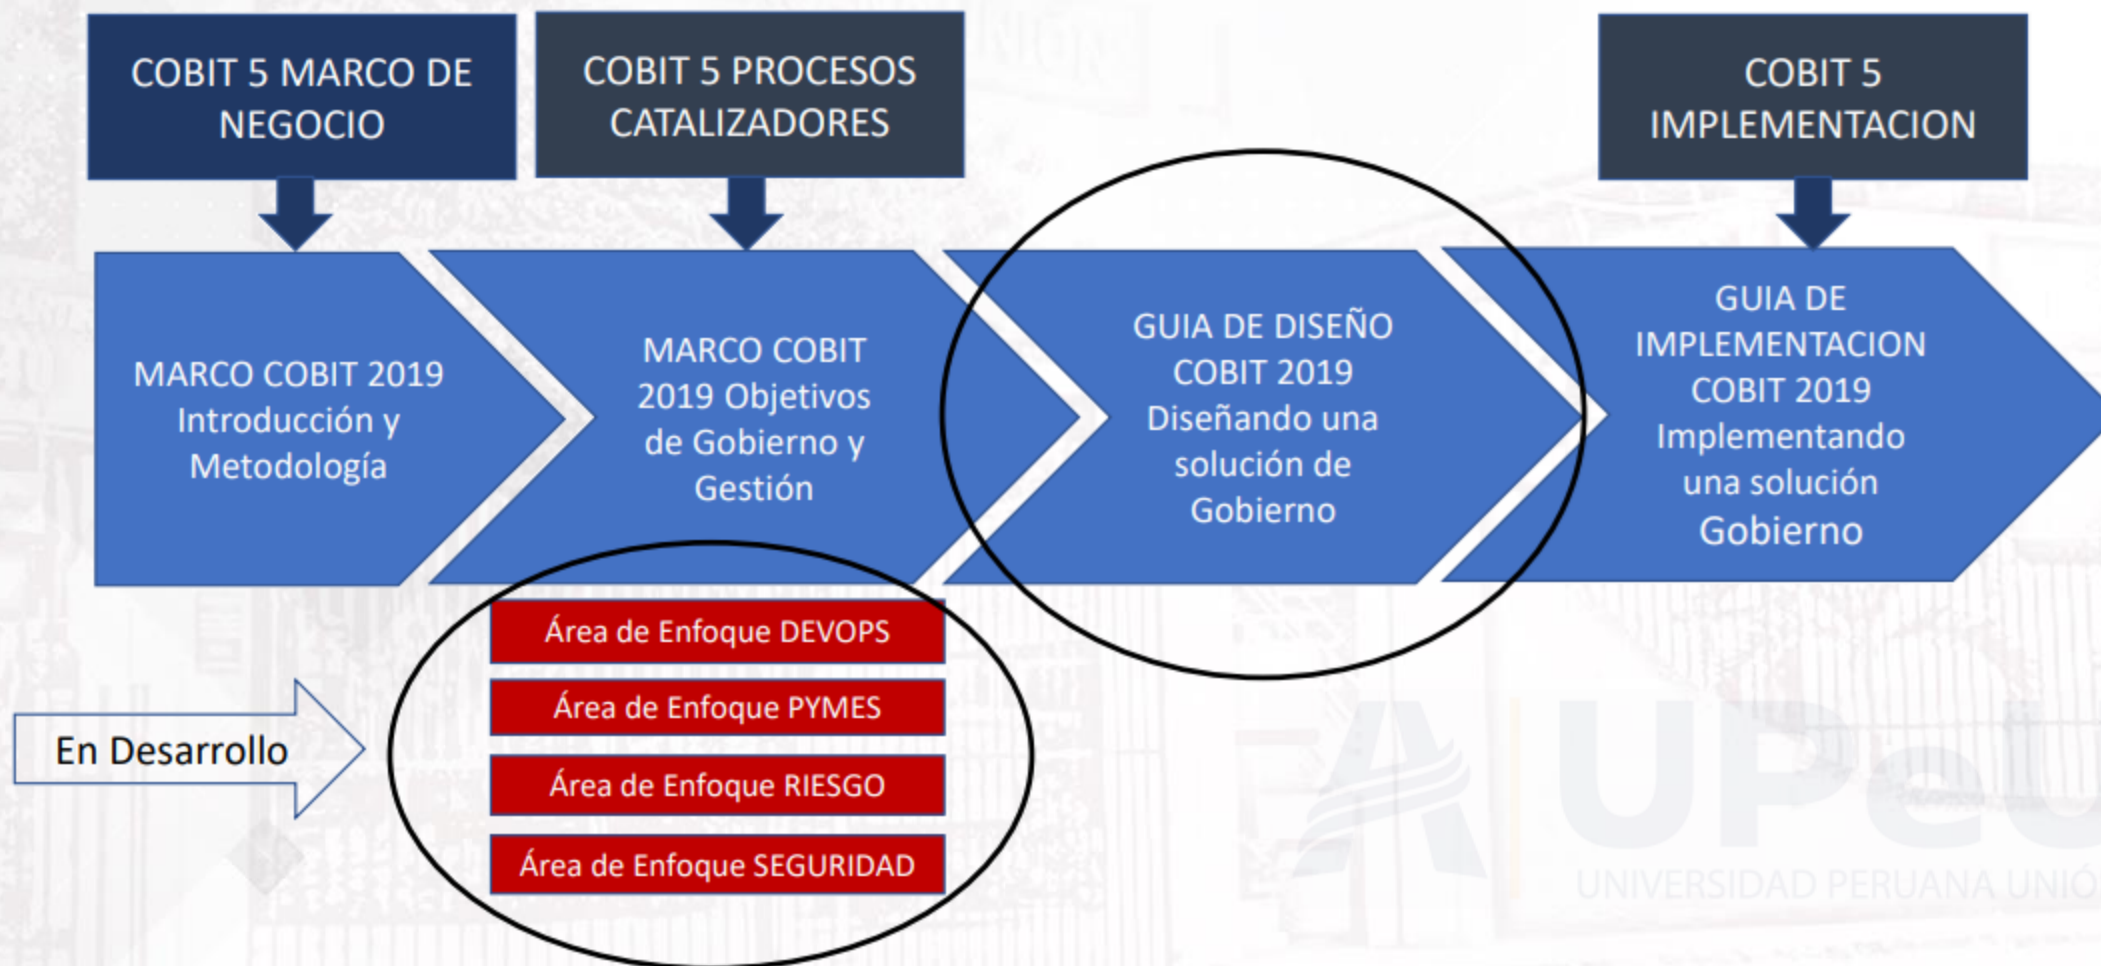 COBIT 5 MARCO DE
NEGOCIO
COBIT 5 PROCESOS
CATALIZADORES
COBIT 5
IMPLEMENTACION
MARCO COBIT 2019
Introducción y
Metodología
MARCO COBIT
2019 Objetivos
de Gobierno y
Gestión
GUIA DE DISEÑO
COBIT 2019
Diseñando una
solución de
Gobierno
GUIA DE
IMPLEMENTACION
COBIT 2019
Implementando
una solución
Gobierno
En Desarrollo
Área de Enfoque DEVOPS
Área de Enfoque PYMES
Área de Enfoque RIESGO
Área de Enfoque SEGURIDAD
UPeU
UNIVERSIDAD PERUANA UNIÓ